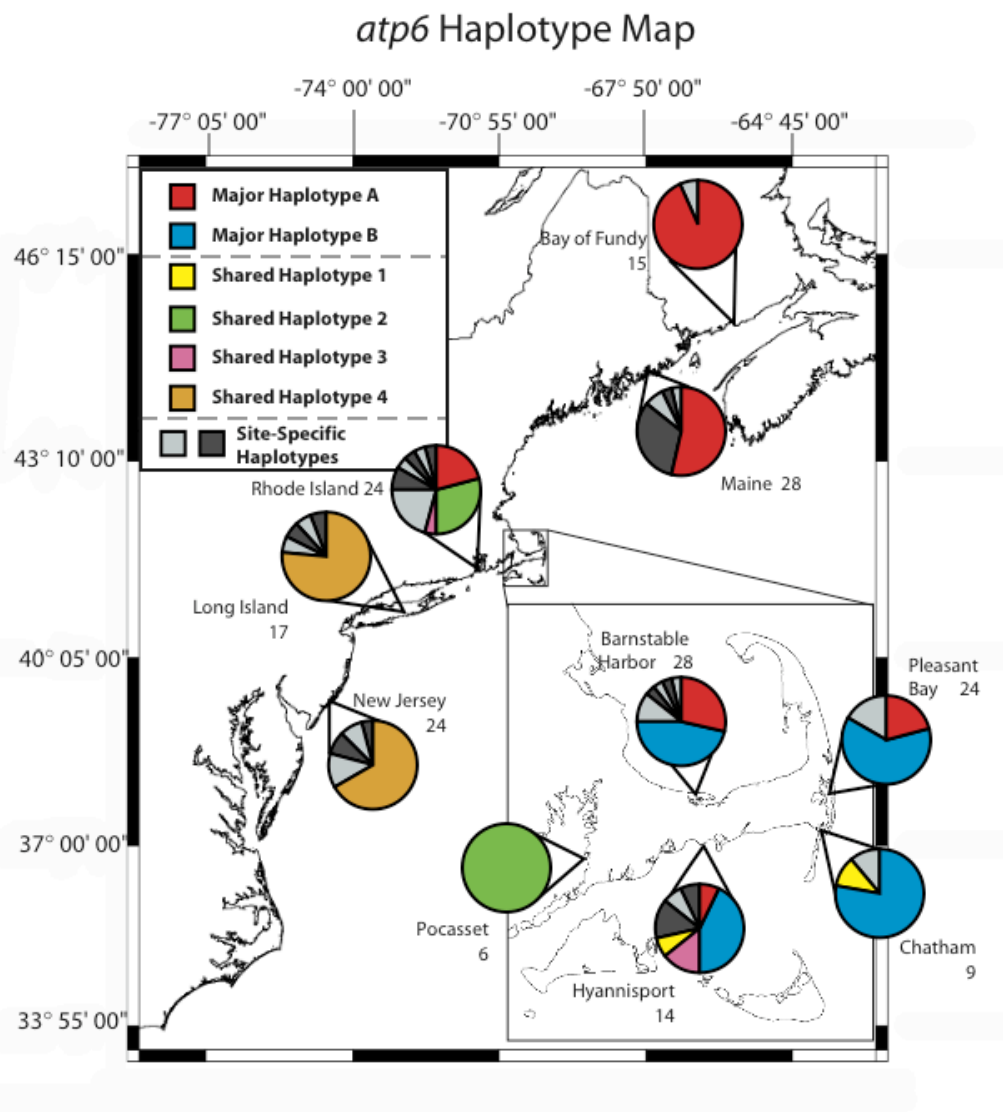 atp6 Haplotype Map
-74° 00' 00"
-67° 50' 00"
-77° 05' 00"
-70° 55' 00"
-64° 45' 00"
Major Haplotype A
Major Haplotype B
Shared Haplotype 1
Shared Haplotype 2
Shared Haplotype 3
Shared Haplotype 4
Site-Specific
Haplotypes
46° 15' 00"
43° 10' 00"
40° 05' 00"
37° 00' 00"
33° 55' 00"
Bay of Fundy
15
Maine 28
Rhode Island 24
Long Island
17
New Jersey
24
Barnstable
Harbor 28
Pleasant
Bay 24
Pocasset
6
Hyannisport
14
Chatham
9